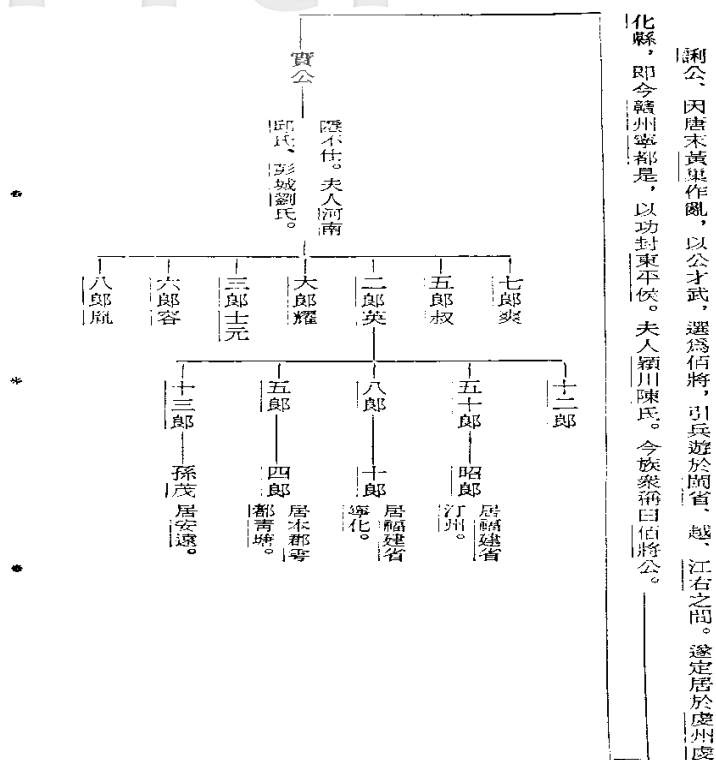 誗公、因唐末黃巢作亂，以公才武，選爲佰將，引兵遊於閩省、越、江右之間。遂定居於虔州虔
化縣，即今贛州寧都是，以功封東平侯。夫人潁川陳氏。今族衆稱曰佰將公。
實公
隱不仕。夫人河南
邱氏、彭城劉氏。
七郎爽
五郎叔
二郎英
大郎耀
三郎士元
六郎容
八郎胤
十二郎
五十郎
八郎
五郎
十三郎
昭郎
居福建省
汀州。
十郎
居福建省
寧化。
四郎
居本郡雩
都青塘。
孫茂
居安遠。